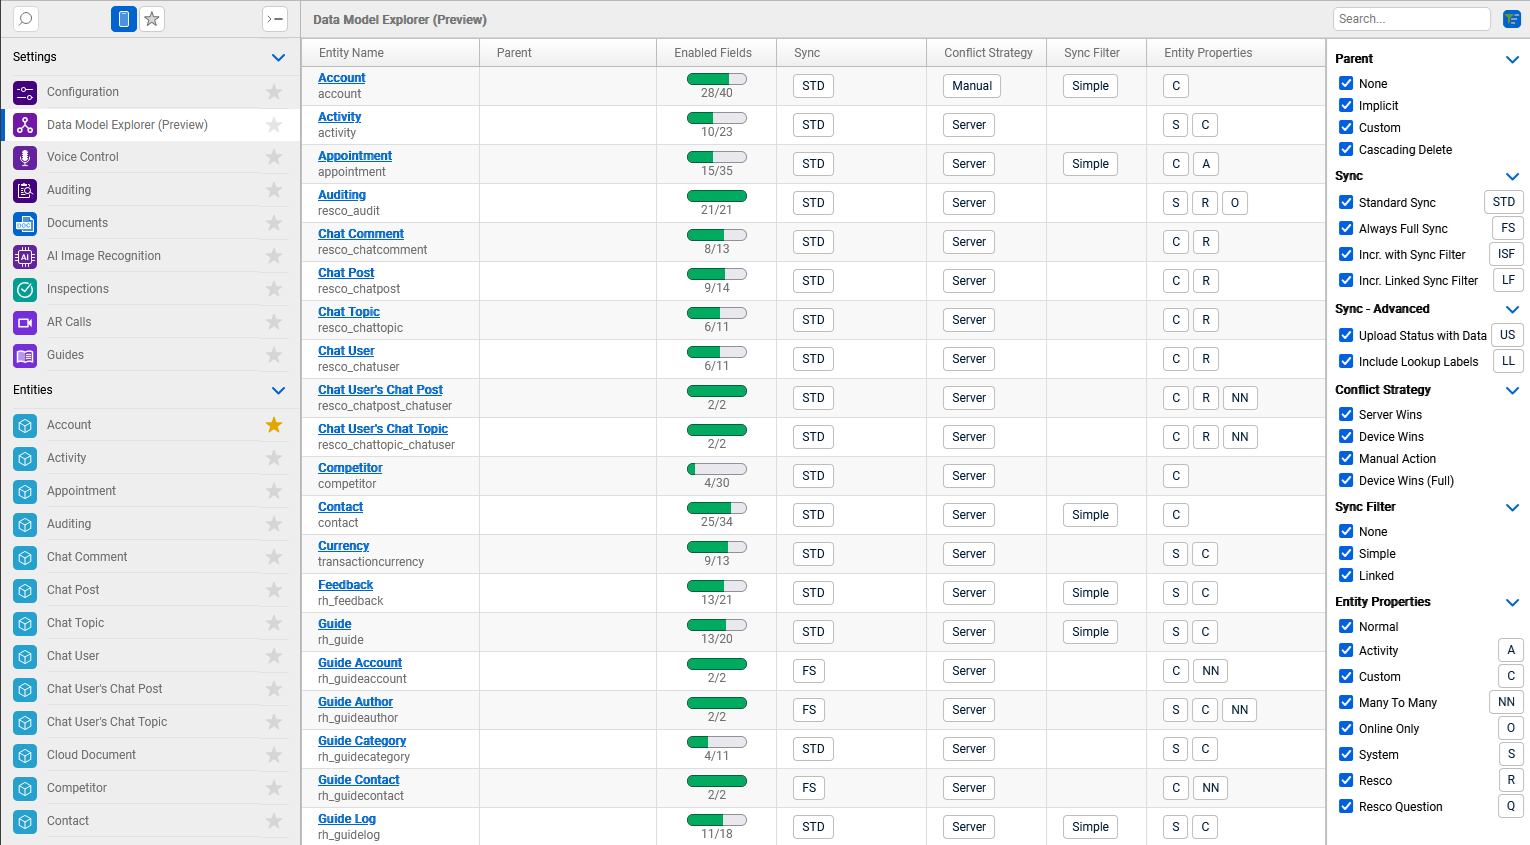 Data Model Explorer (Preview)
Search...
Settings
Configuration
Data Model Explorer (Preview)
Voice Control
Auditing
Documents
AI Image Recognition
Inspections
AR Calls
Guides
Entities
Account
Activity
Appointment
Auditing
Chat Comment
Chat Post
Chat Topic
Chat User
Chat User's Chat Post
Chat User's Chat Topic
Cloud Document
Competitor
Contact
Entity Name Parent Enabled Fields Sync Conflict Strategy Sync Filter Entity Properties
Account
account 28/40 STD Manual Simple C
Activity
activity 10/23 STD Server S C
Appointment
appointment 15/35 STD Server Simple C A
Auditing
resco_audit 21/21 STD Server S R O
Chat Comment
resco_chatcomment 8/13 STD Server C R
Chat Post
resco_chatpost 9/14 STD Server C R
Chat Topic
resco_chattopic 6/11 STD Server C R
Chat User
resco_chatuser 6/11 STD Server C R
Chat User's Chat Post
resco_chatpost_chatuser 2/2 STD Server C R NN
Chat User's Chat Topic
resco_chattopic_chatuser 2/2 STD Server C R NN
Competitor
competitor 4/30 STD Server C
Contact
contact 25/34 STD Server Simple C
Currency
transactioncurrency 9/13 STD Server S C
Feedback
rh_feedback 13/21 STD Server Simple S C
Guide
rh_guide 13/20 STD Server Simple S C
Guide Account
rh_guideaccount 2/2 FS Server C NN
Guide Author
rh_guideauthor 2/2 FS Server S C NN
Guide Category
rh_guidecategory 4/11 STD Server S C
Guide Contact
rh_guidecontact 2/2 FS Server C NN
Guide Log
rh_guidelog 11/18 STD Server Simple S C
Parent
None
Implicit
Custom
Cascading Delete
Sync
Standard Sync STD
Always Full Sync FS
Incr. with Sync Filter ISF
Incr. Linked Sync Filter LF
Sync - Advanced
Upload Status with Data US
Include Lookup Labels LL
Conflict Strategy
Server Wins
Device Wins
Manual Action
Device Wins (Full)
Sync Filter
None
Simple
Linked
Entity Properties
Normal
Activity A
Custom C
Many To Many NN
Online Only O
System S
Resco R
Resco Question Q